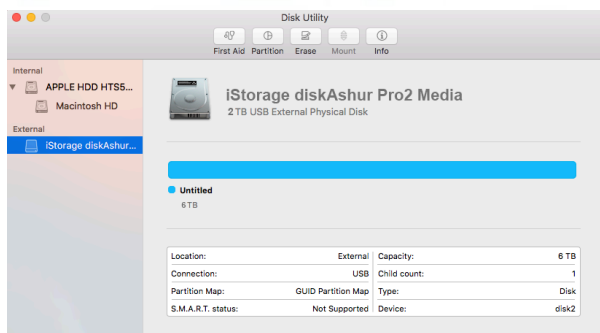 Disk Utility
First Aid Partition Erase Mount Info
Internal
APPLE HDD HTS5...
Macintosh HD
External
iStorage diskAshur...
iStorage diskAshur Pro2 Media
2 TB USB External Physical Disk
Untitled
6 TB
Location: External Capacity: 6 TB
Connection: USB Child count: 1
Partition Map: GUID Partition Map Type: Disk
S.M.A.R.T. status: Not Supported Device: disk2